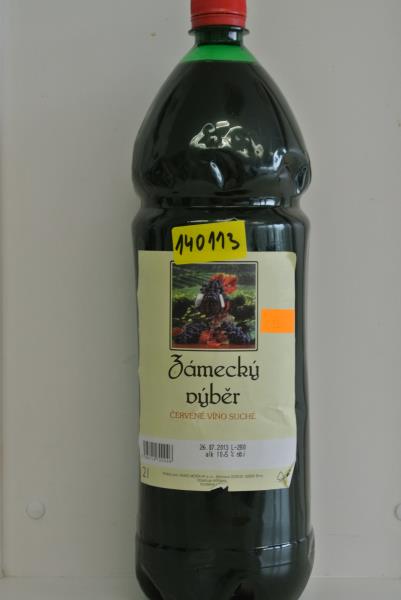 140113
Zámecký
výběr
ČERVENÉ VÍNO SUCHÉ
26.07.2013 L-280
alk 10,5 % obj.
2 l